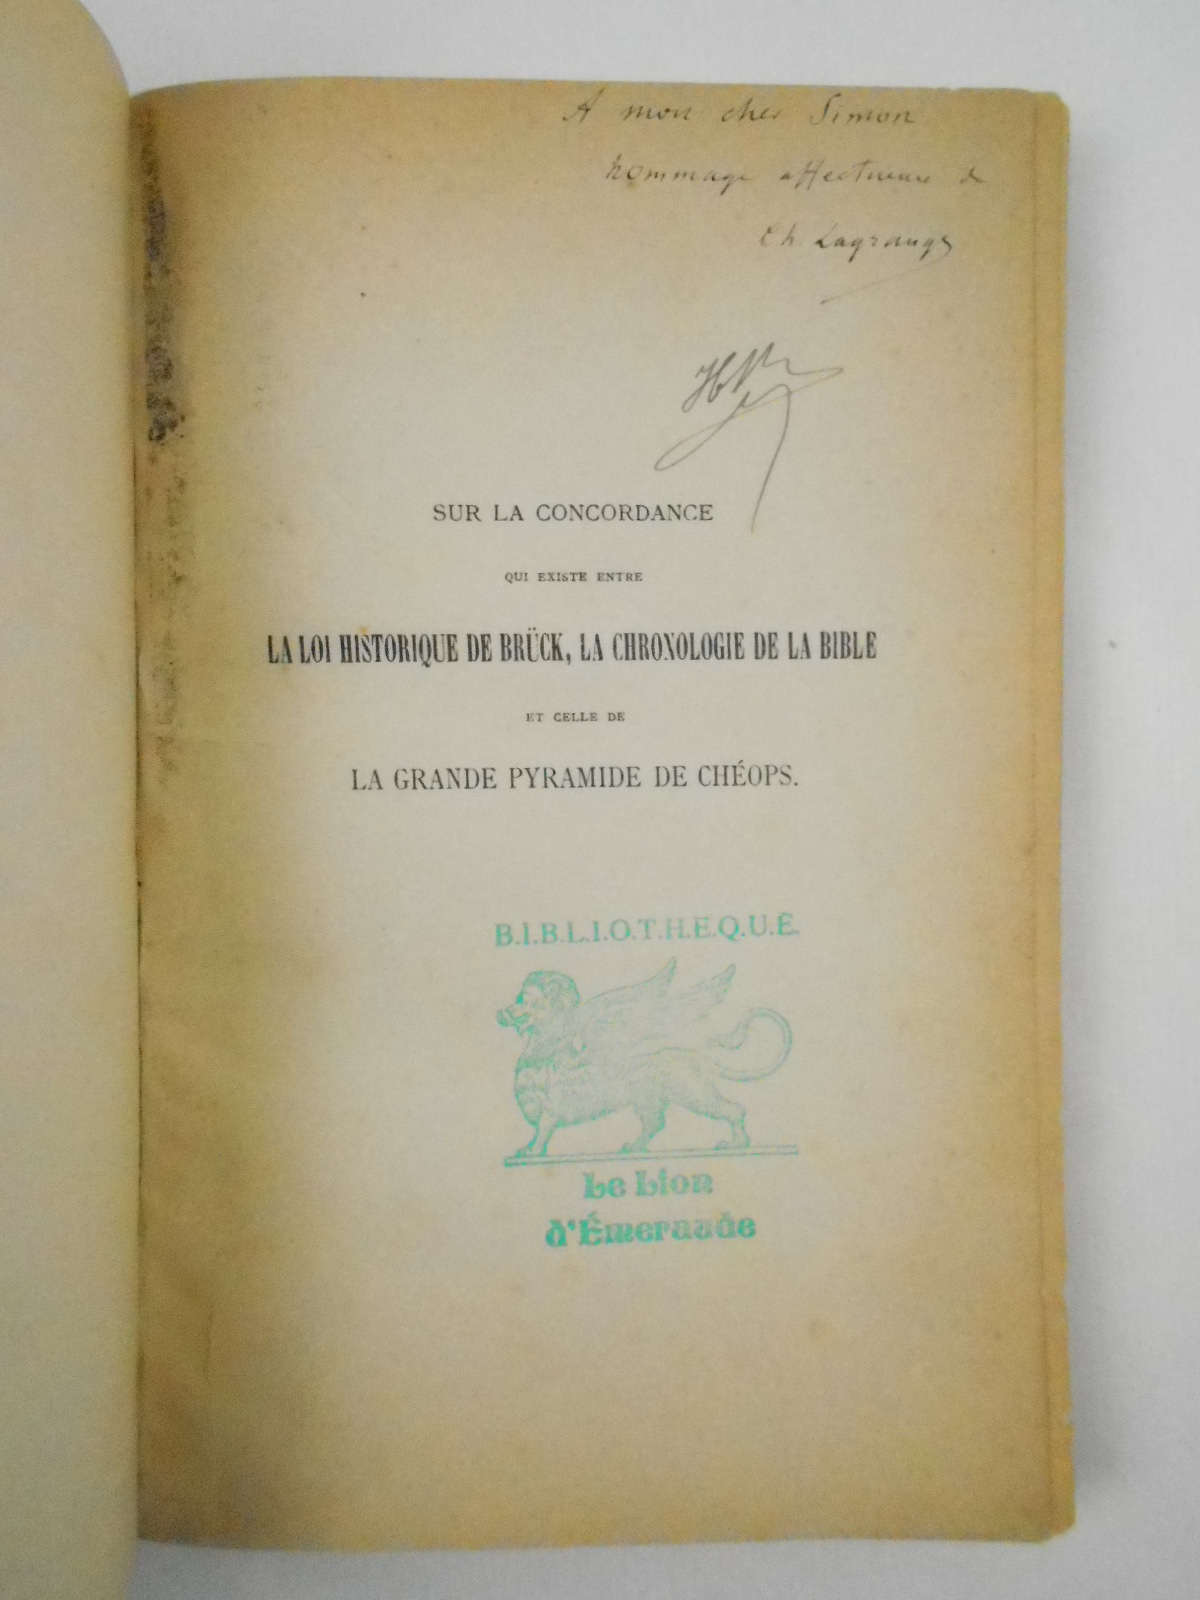 A mon cher Simon
hommage affectueux de
Ch. Lagrange
SUR LA CONCORDANCE
QUI EXISTE ENTRE
LA LOI HISTORIQUE DE BRÜCK, LA CHRONOLOGIE DE LA BIBLE
ET CELLE DE
LA GRANDE PYRAMIDE DE CHÉOPS.
B.I.B.L.I.O.T.H.E.Q.U.E.
Le Lion
d'Émeraude